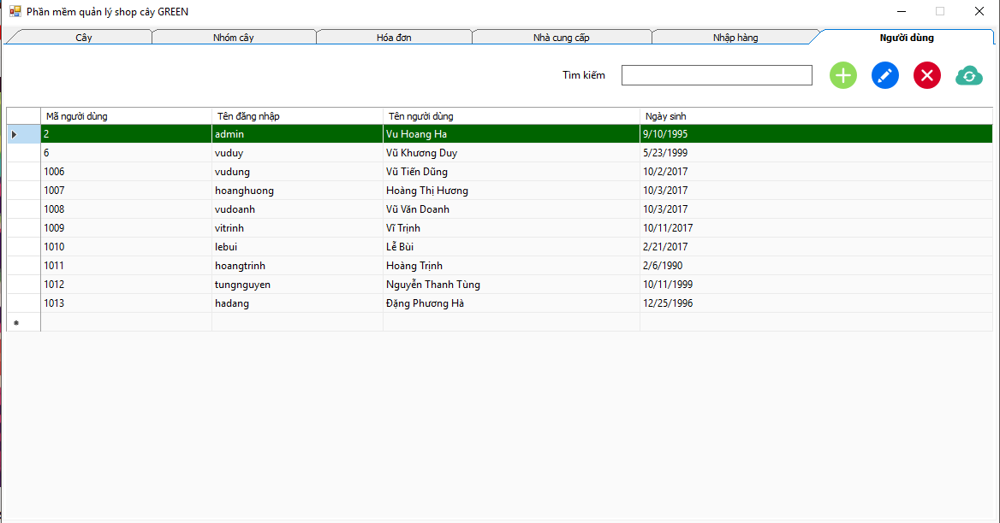 Phần mềm quản lý shop cây GREEN
Cây Nhóm cây Hóa đơn Nhà cung cấp Nhập hàng Người dùng
Tìm kiếm
Mã người dùng Tên đăng nhập Tên người dùng Ngày sinh
2 admin Vu Hoang Ha 9/10/1995
6 vuduy Vũ Khương Duy 5/23/1999
1006 vudung Vũ Tiến Dũng 10/2/2017
1007 hoanghuong Hoàng Thị Hương 10/3/2017
1008 vudoanh Vũ Văn Doanh 10/3/2017
1009 vitrinh Vĩ Trịnh 10/11/2017
1010 lebui Lễ Bùi 2/21/2017
1011 hoangtrinh Hoàng Trịnh 2/6/1990
1012 tungnguyen Nguyễn Thanh Tùng 10/11/1999
1013 hadang Đặng Phương Hà 12/25/1996